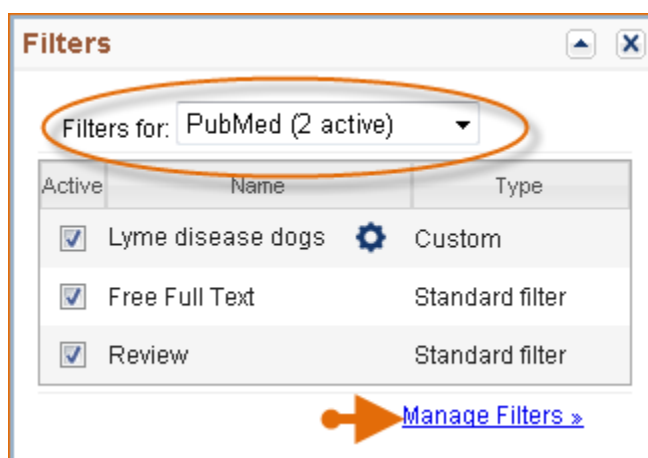 Filters
Filters for: PubMed (2 active)
Active Name Type
Lyme disease dogs Custom
Free Full Text Standard filter
Review Standard filter
Manage Filters »